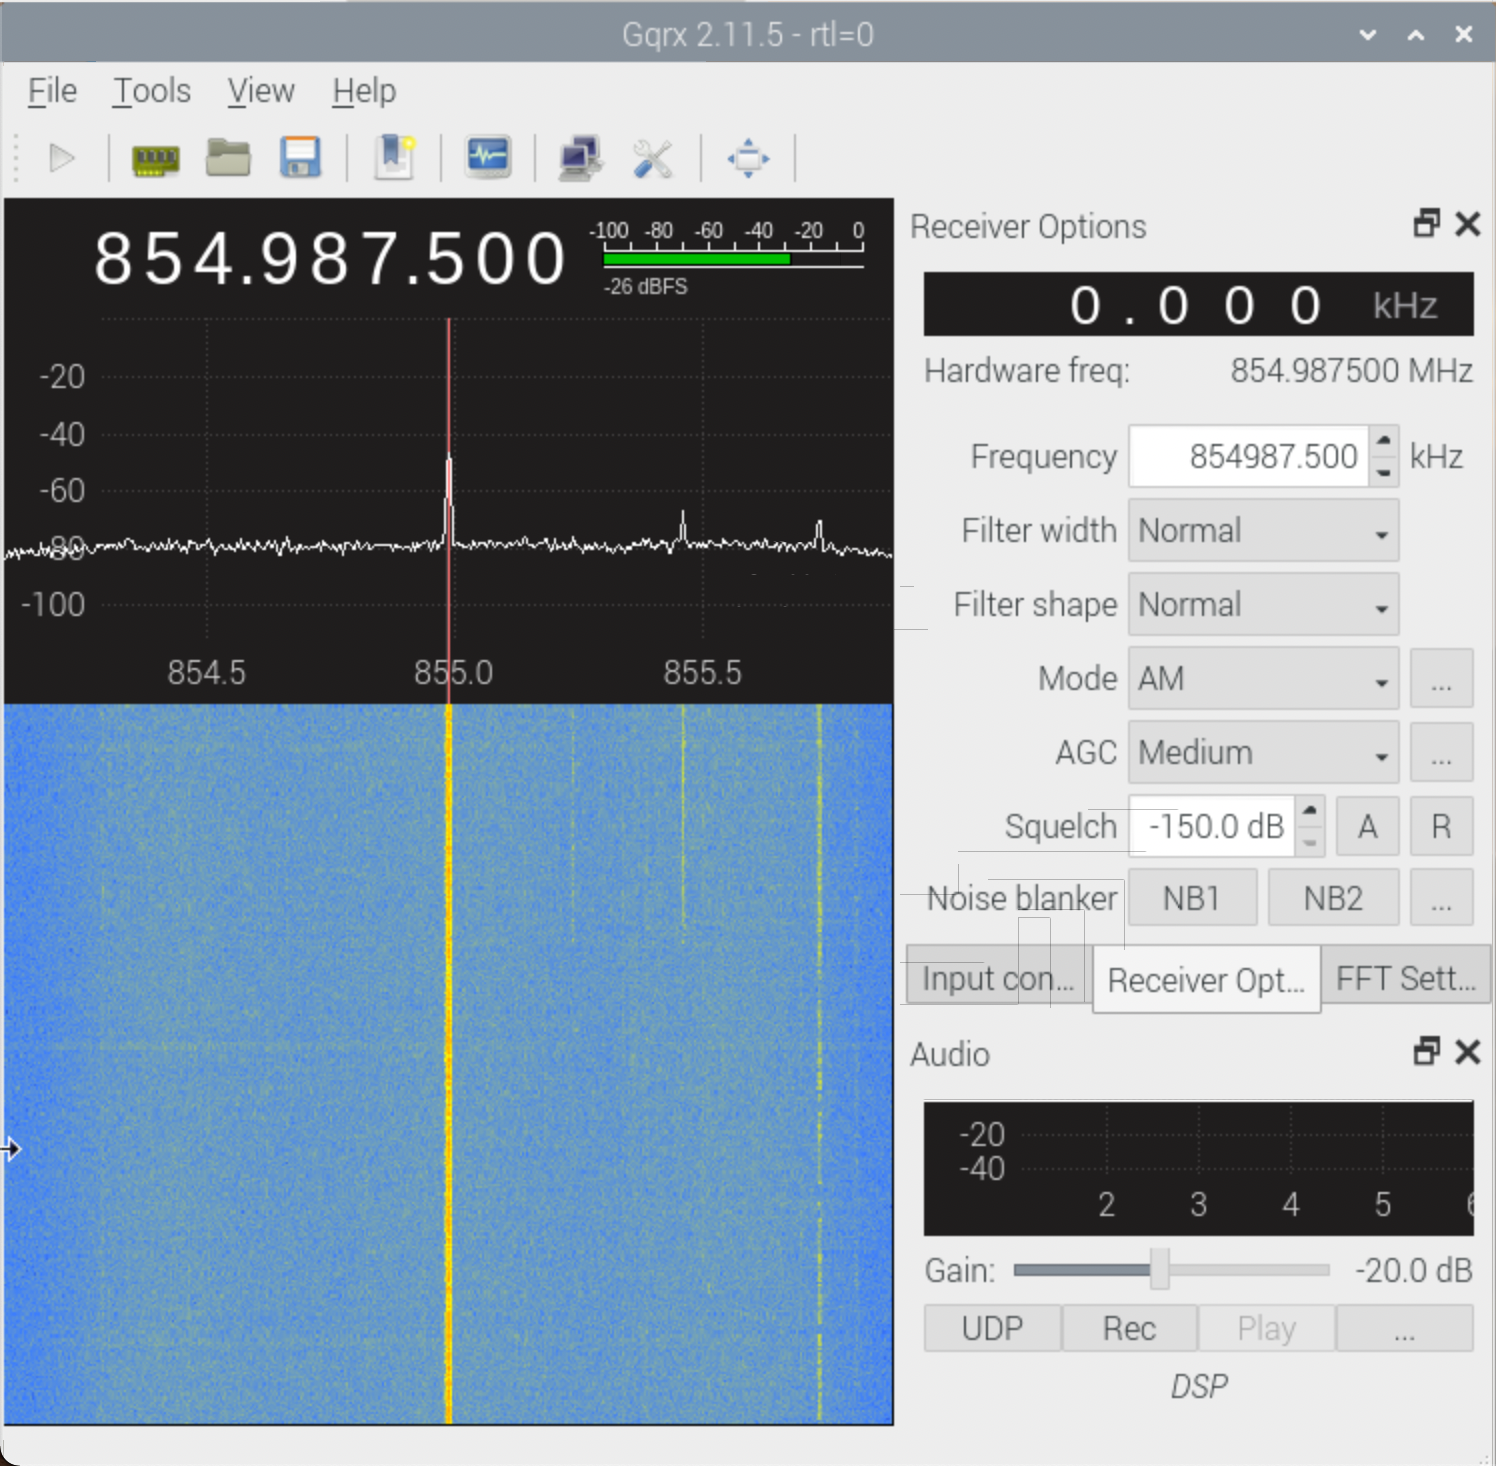 Gqrx 2.11.5 - rtl=0
File Tools View Help
854.987.500
-100 -80 -60 -40 -20 0
-26 dBFS
-20
-40
-60
-80
-100
854.5 855.0 855.5
Receiver Options
0.000 kHz
Hardware freq: 854.987500 MHz
Frequency 854987.500 kHz
Filter width Normal
Filter shape Normal
Mode AM ...
AGC Medium ...
Squelch -150.0 dB A R
Noise blanker NB1 NB2 ...
Input con... Receiver Opt... FFT Sett...
Audio
-20
-40
2 3 4 5 6
Gain: -20.0 dB
UDP Rec Play ...
DSP